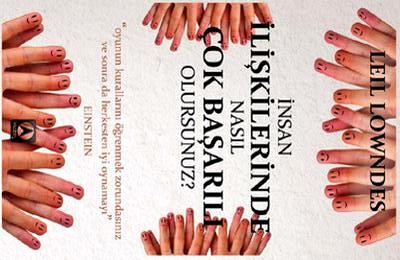 LEIL LOWNDES
İNSAN
İLİŞKİLERİNDE
NASIL
ÇOK BAŞARILI
OLURSUNUZ?
"oyunun kurallarını öğrenmek zorundasınız
ve sonra da herkesten iyi oynamayı"
EINSTEIN